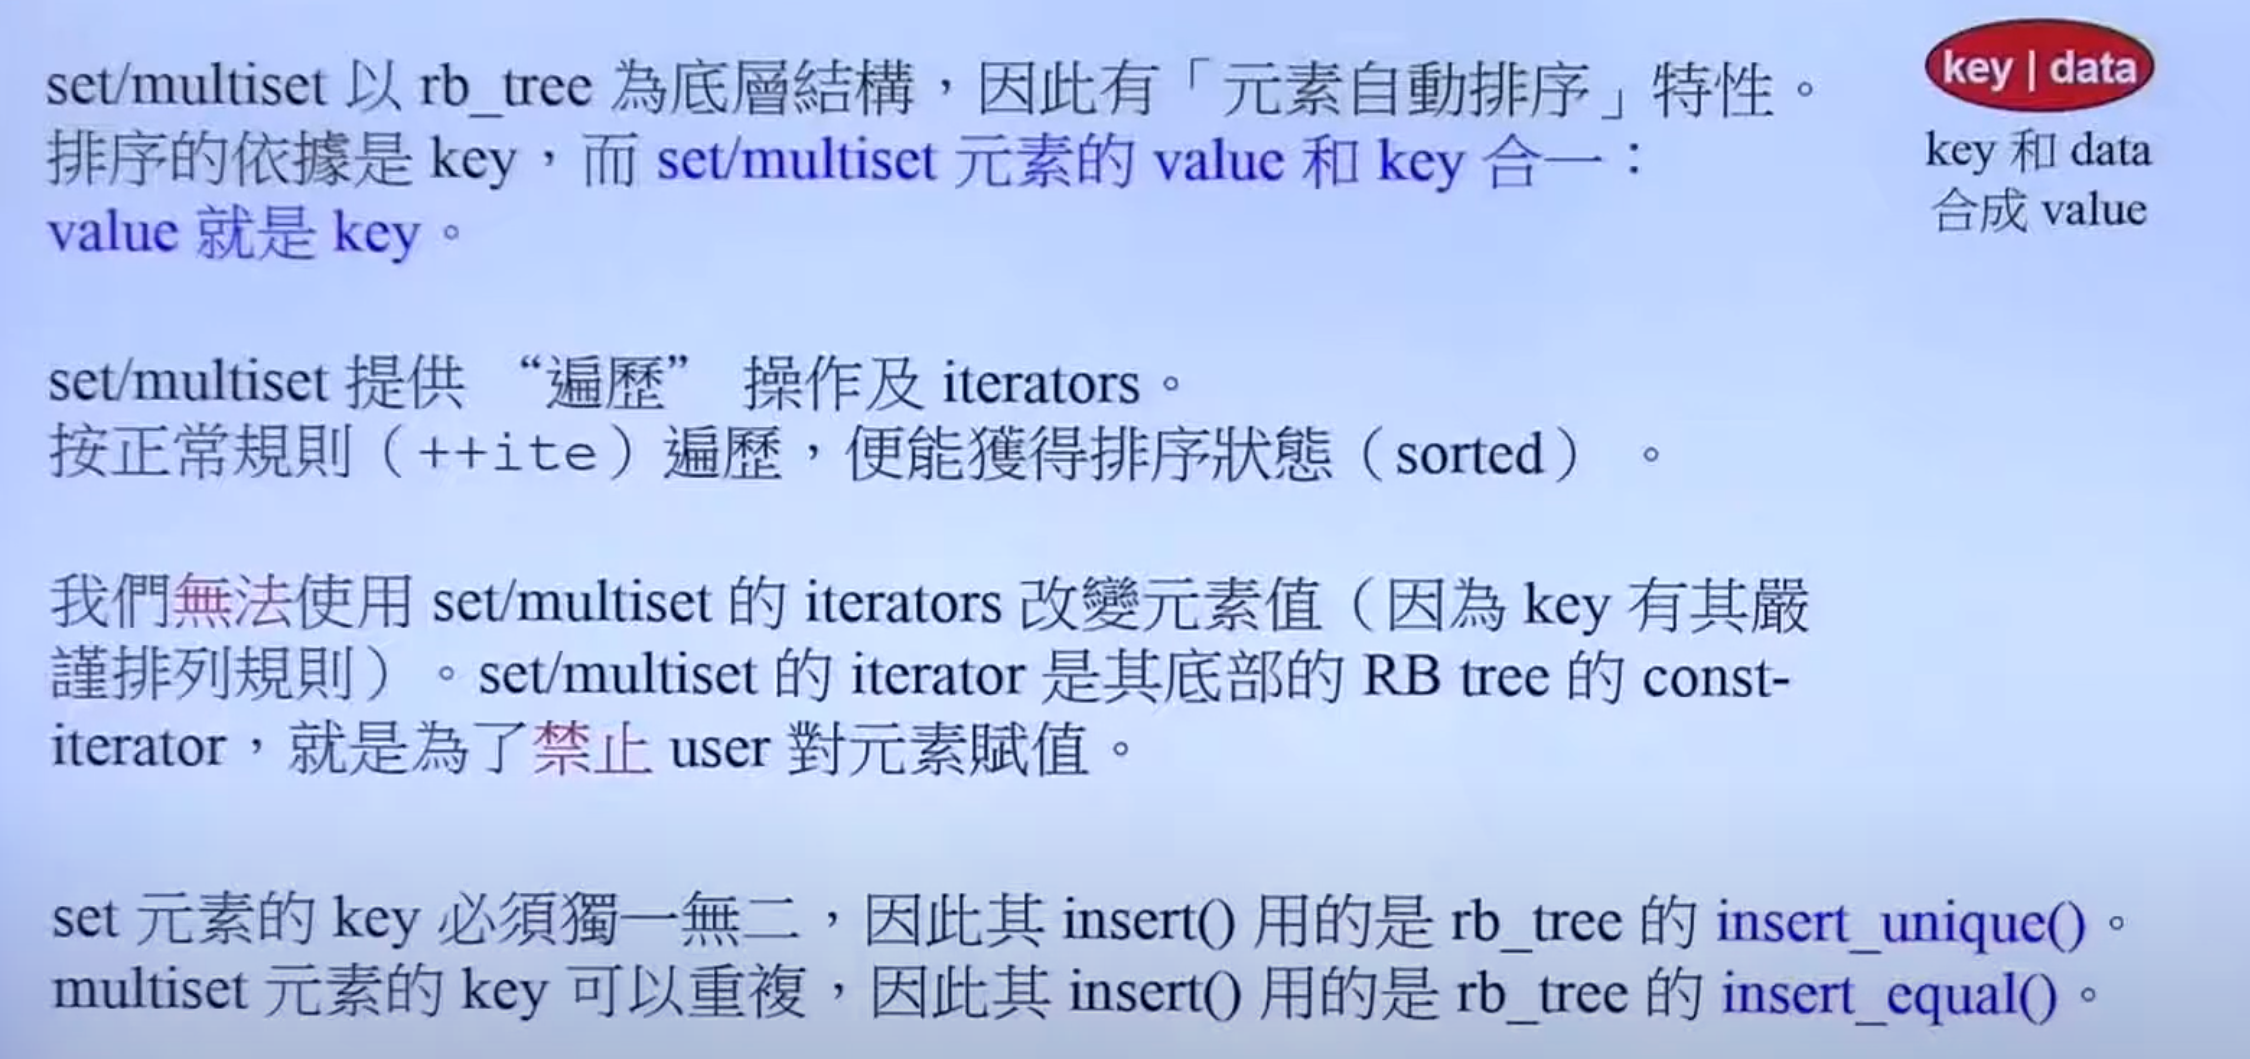 set/multiset 以 rb_tree 為底層結構，因此有「元素自動排序」特性。
排序的依據是 key，而 set/multiset 元素的 value 和 key 合一：
value 就是 key。
key | data
key 和 data
合成 value
set/multiset 提供 “遍歷” 操作及 iterators。
按正常規則（++ite）遍歷，便能獲得排序狀態（sorted）。
我們無法使用 set/multiset 的 iterators 改變元素值（因為 key 有其嚴
謹排列規則）。set/multiset 的 iterator 是其底部的 RB tree 的 const-
iterator，就是為了禁止 user 對元素賦值。
set 元素的 key 必須獨一無二，因此其 insert() 用的是 rb_tree 的 insert_unique()。
multiset 元素的 key 可以重複，因此其 insert() 用的是 rb_tree 的 insert_equal()。